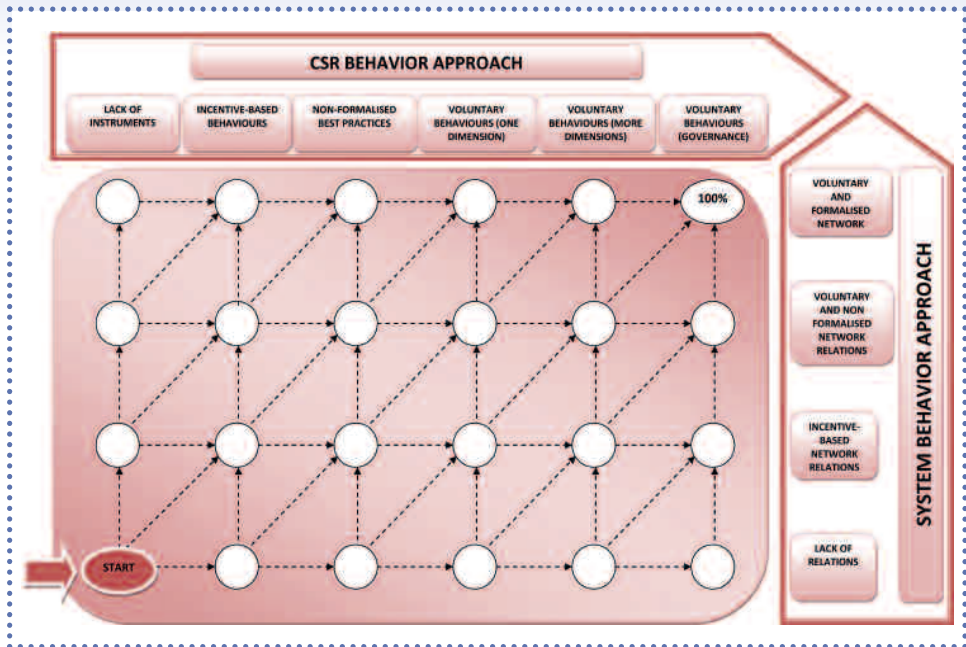 CSR BEHAVIOR APPROACH
LACK OF
INSTRUMENTS
INCENTIVE-BASED
BEHAVIOURS
NON-FORMALISED
BEST PRACTICES
VOLUNTARY
BEHAVIOURS (ONE
DIMENSION)
VOLUNTARY
BEHAVIOURS (MORE
DIMENSIONS)
VOLUNTARY
BEHAVIOURS
(GOVERNANCE)
100%
START
VOLUNTARY
AND
FORMALISED
NETWORK
VOLUNTARY
AND NON
FORMALISED
NETWORK
RELATIONS
INCENTIVE-
BASED
NETWORK
RELATIONS
LACK OF
RELATIONS
SYSTEM BEHAVIOR APPROACH